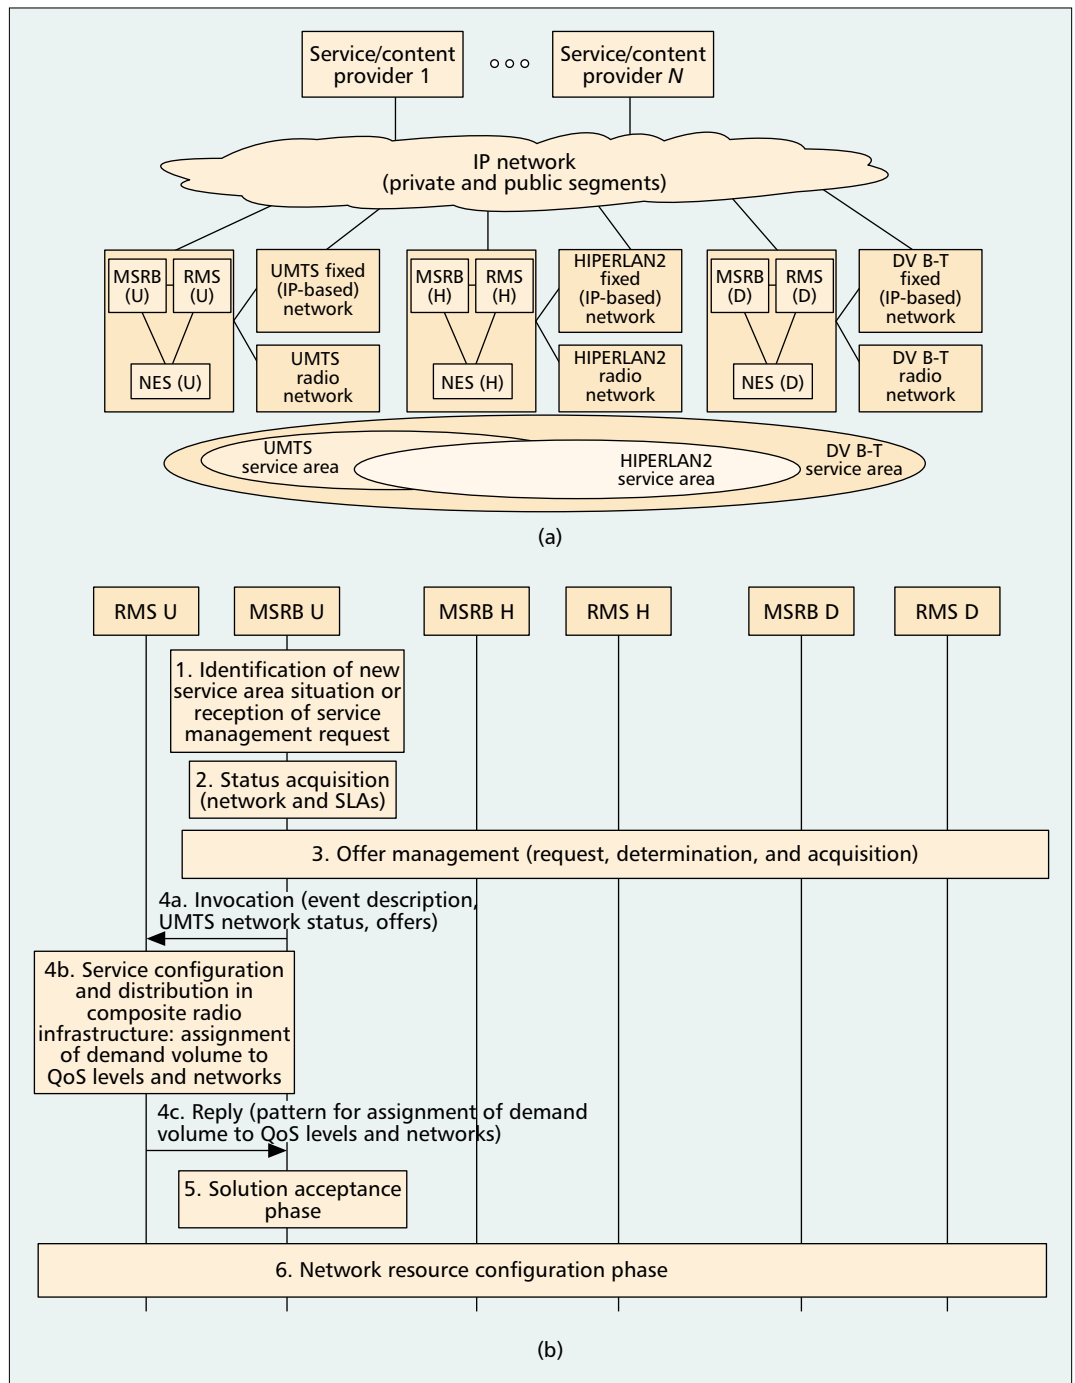 Service/content
provider 1
Service/content
provider N
IP network
(private and public segments)
MSRB
(U)
RMS
(U)
NES (U)
UMTS fixed
(IP-based)
network
UMTS
radio
network
MSRB
(H)
RMS
(H)
NES (H)
HIPERLAN2
fixed
(IP-based)
network
HIPERLAN2
radio
network
MSRB
(D)
RMS
(D)
NES (D)
DV B-T
fixed
(IP-based)
network
DV B-T
radio
network
UMTS
service area
HIPERLAN2
service area
DV B-T
service area
(a)
RMS U
MSRB U
MSRB H
RMS H
MSRB D
RMS D
1. Identification of new
service area situation or
reception of service
management request
2. Status acquisition
(network and SLAs)
3. Offer management (request, determination, and acquisition)
4a. Invocation (event description,
UMTS network status, offers)
4b. Service configuration
and distribution in
composite radio
infrastructure: assignment
of demand volume to
QoS levels and networks
4c. Reply (pattern for assignment of demand
volume to QoS levels and networks)
5. Solution acceptance
phase
6. Network resource configuration phase
(b)